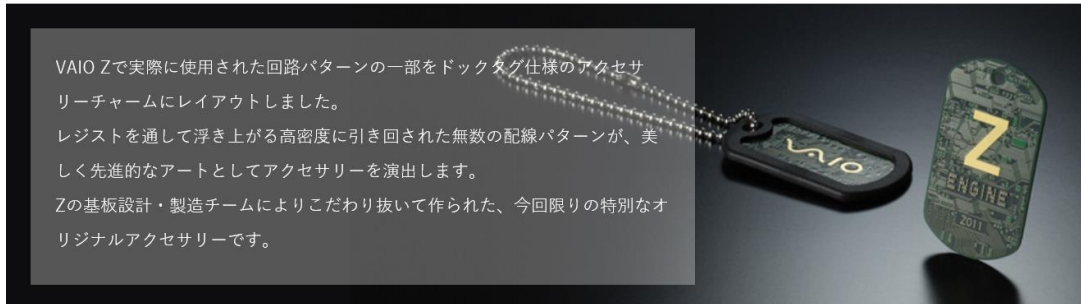 VAIO Zで実際に使用された回路パターンの一部をドックタグ仕様のアクセサ
リーチャームにレイアウトしました。
レジストを通して浮き上がる高密度に引き回された無数の配線パターンが、美
しく先進的なアートとしてアクセサリーを演出します。
Zの基板設計・製造チームによりこだわり抜いて作られた、今回限りの特別なオ
リジナルアクセサリーです。
VAIO
Z
ENGINE
Z011